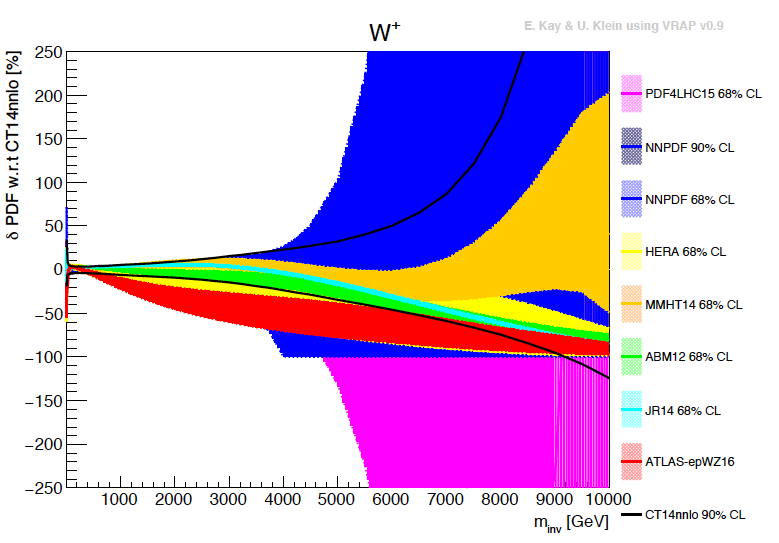 W+
E. Kay & U. Klein using VRAP v0.9
δ PDF w.r.t CT14nnlo [%]
250
200
150
100
50
0
−50
−100
−150
−200
−250
1000 2000 3000 4000 5000 6000 7000 8000 9000 10000
m_inv [GeV]
PDF4LHC15 68% CL
NNPDF 90% CL
NNPDF 68% CL
HERA 68% CL
MMHT14 68% CL
ABM12 68% CL
JR14 68% CL
ATLAS-epWZ16
CT14nnlo 90% CL